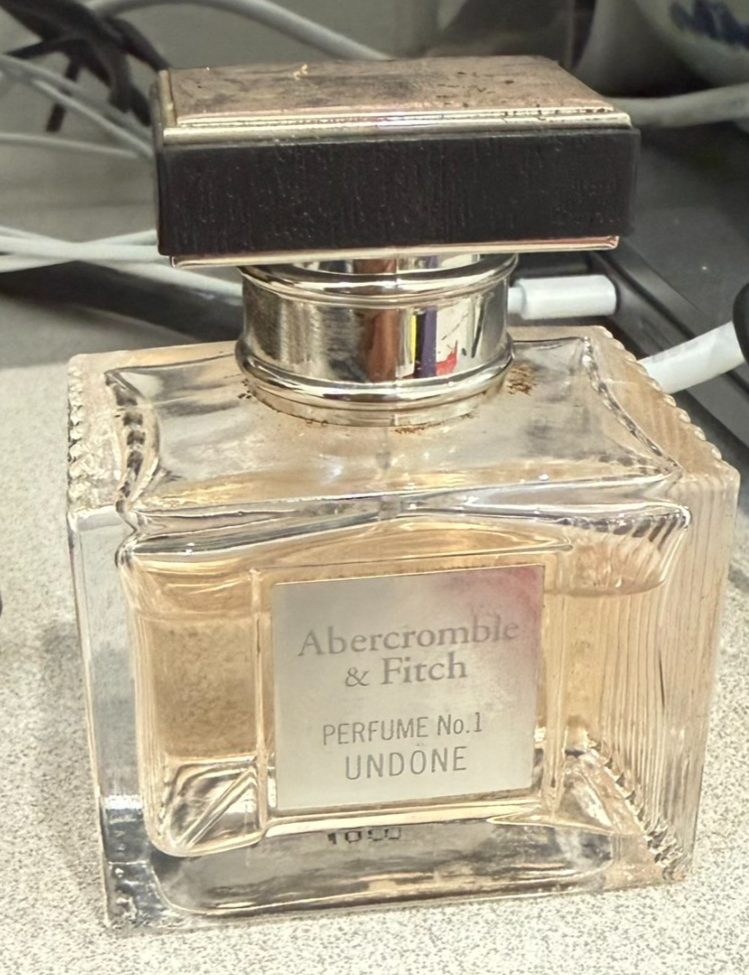 Abercrombie
& Fitch
PERFUME No.1
UNDONE